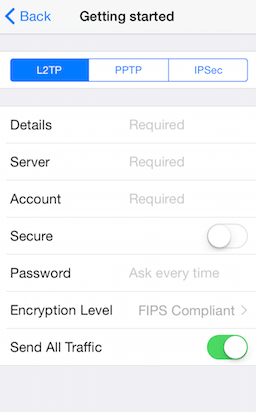 Back Getting started
L2TP PPTP IPSec
Details Required
Server Required
Account Required
Secure
Password Ask every time
Encryption Level FIPS Compliant
Send All Traffic